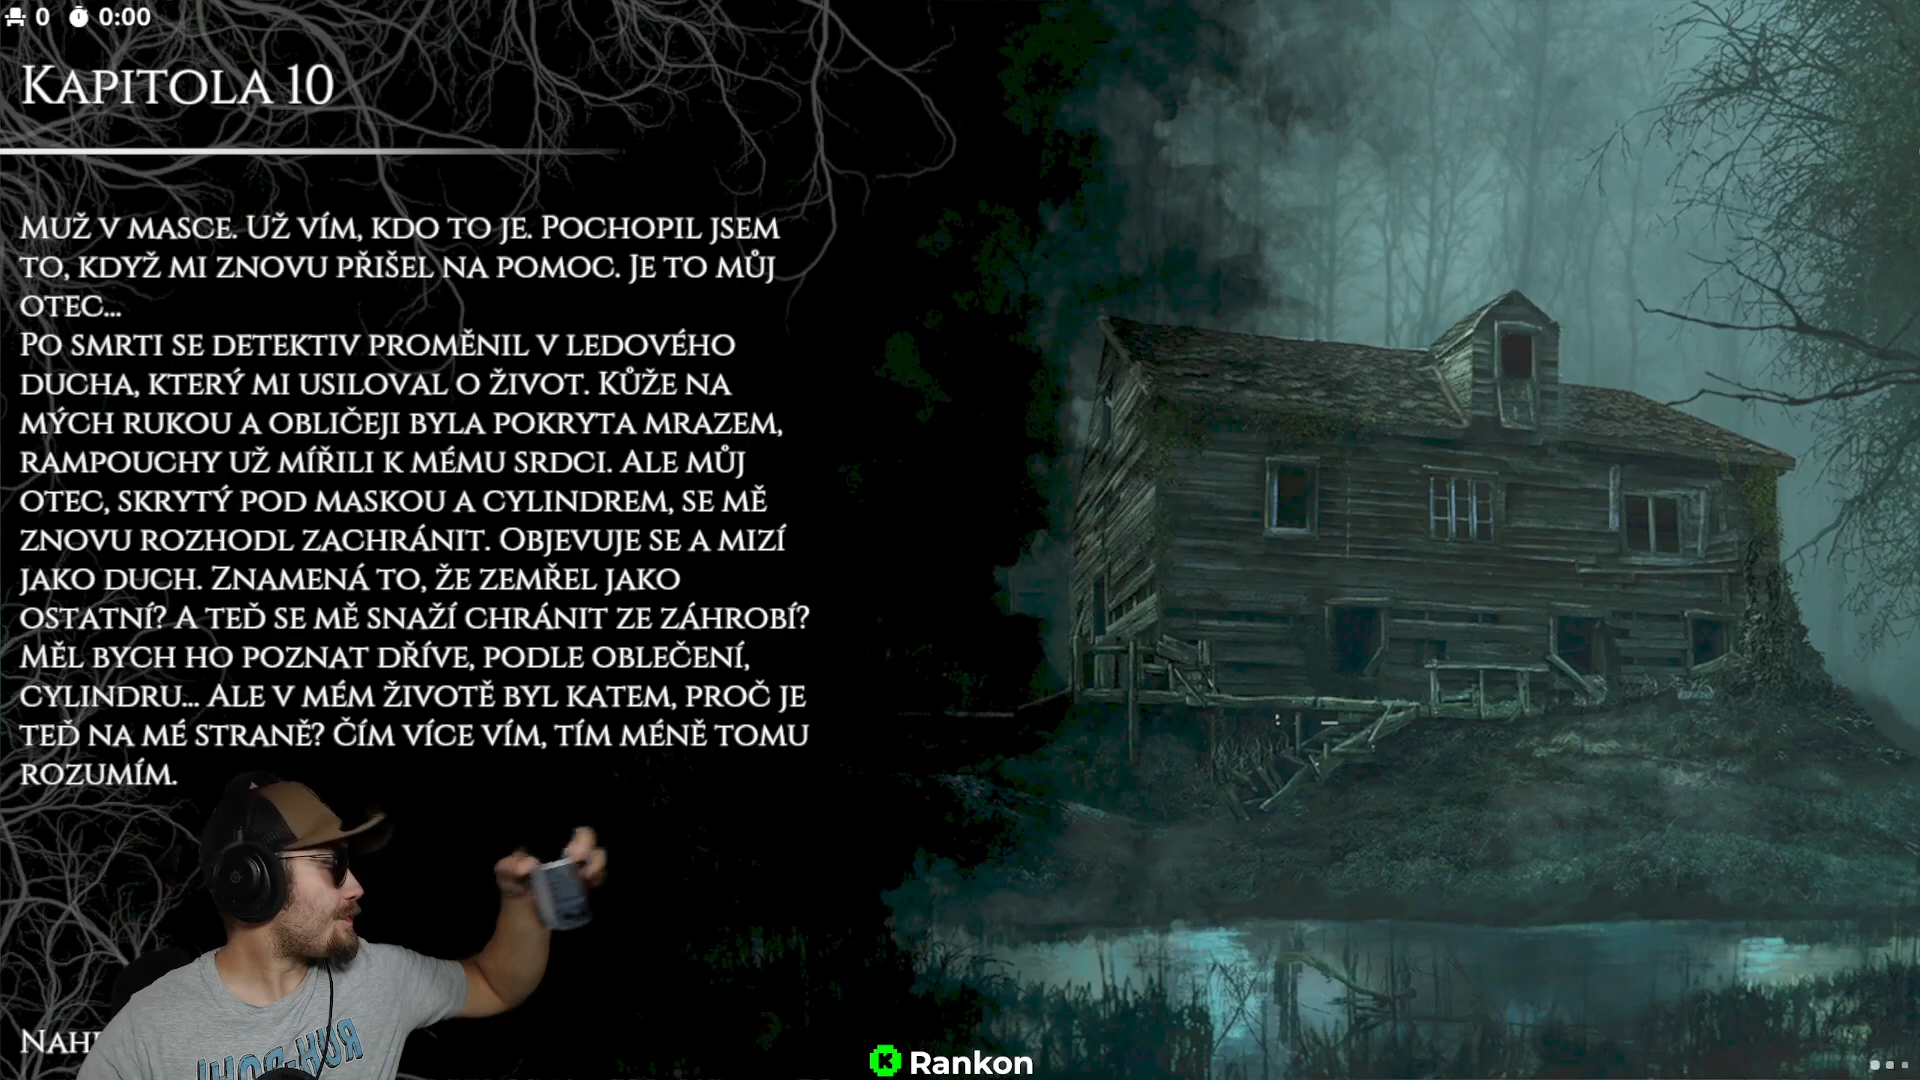 0 0:00
Kapitola 10
Muž v masce. Už vím, kdo to je. Pochopil jsem
to, když mi znovu přišel na pomoc. Je to můj
otec...
Po smrti se detektiv proměnil v ledového
ducha, který mi usiloval o život. Kůže na
mých rukou a obličeji byla pokryta mrazem,
rampouchy už mířili k mému srdci. Ale můj
otec, skrytý pod maskou a cylindrem, se mě
znovu rozhodl zachránit. Objevuje se a mizí
jako duch. Znamená to, že zemřel jako
ostatní? A teď se mě snaží chránit ze záhrobí?
Měl bych ho poznat dříve, podle oblečení,
cylindru... Ale v mém životě byl katem, proč je
teď na mé straně? Čím více vím, tím méně tomu
rozumím.
K Rankon